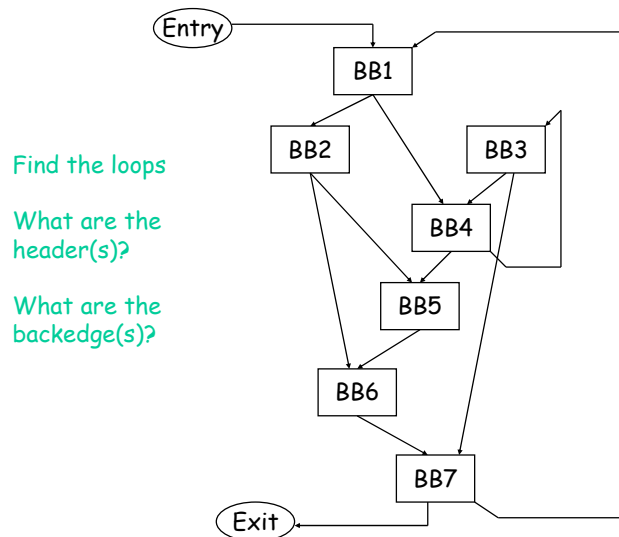 Entry
BB1
BB2
BB3
Find the loops
BB4
What are the
header(s)?
BB5
What are the
backedge(s)?
BB6
BB7
Exit